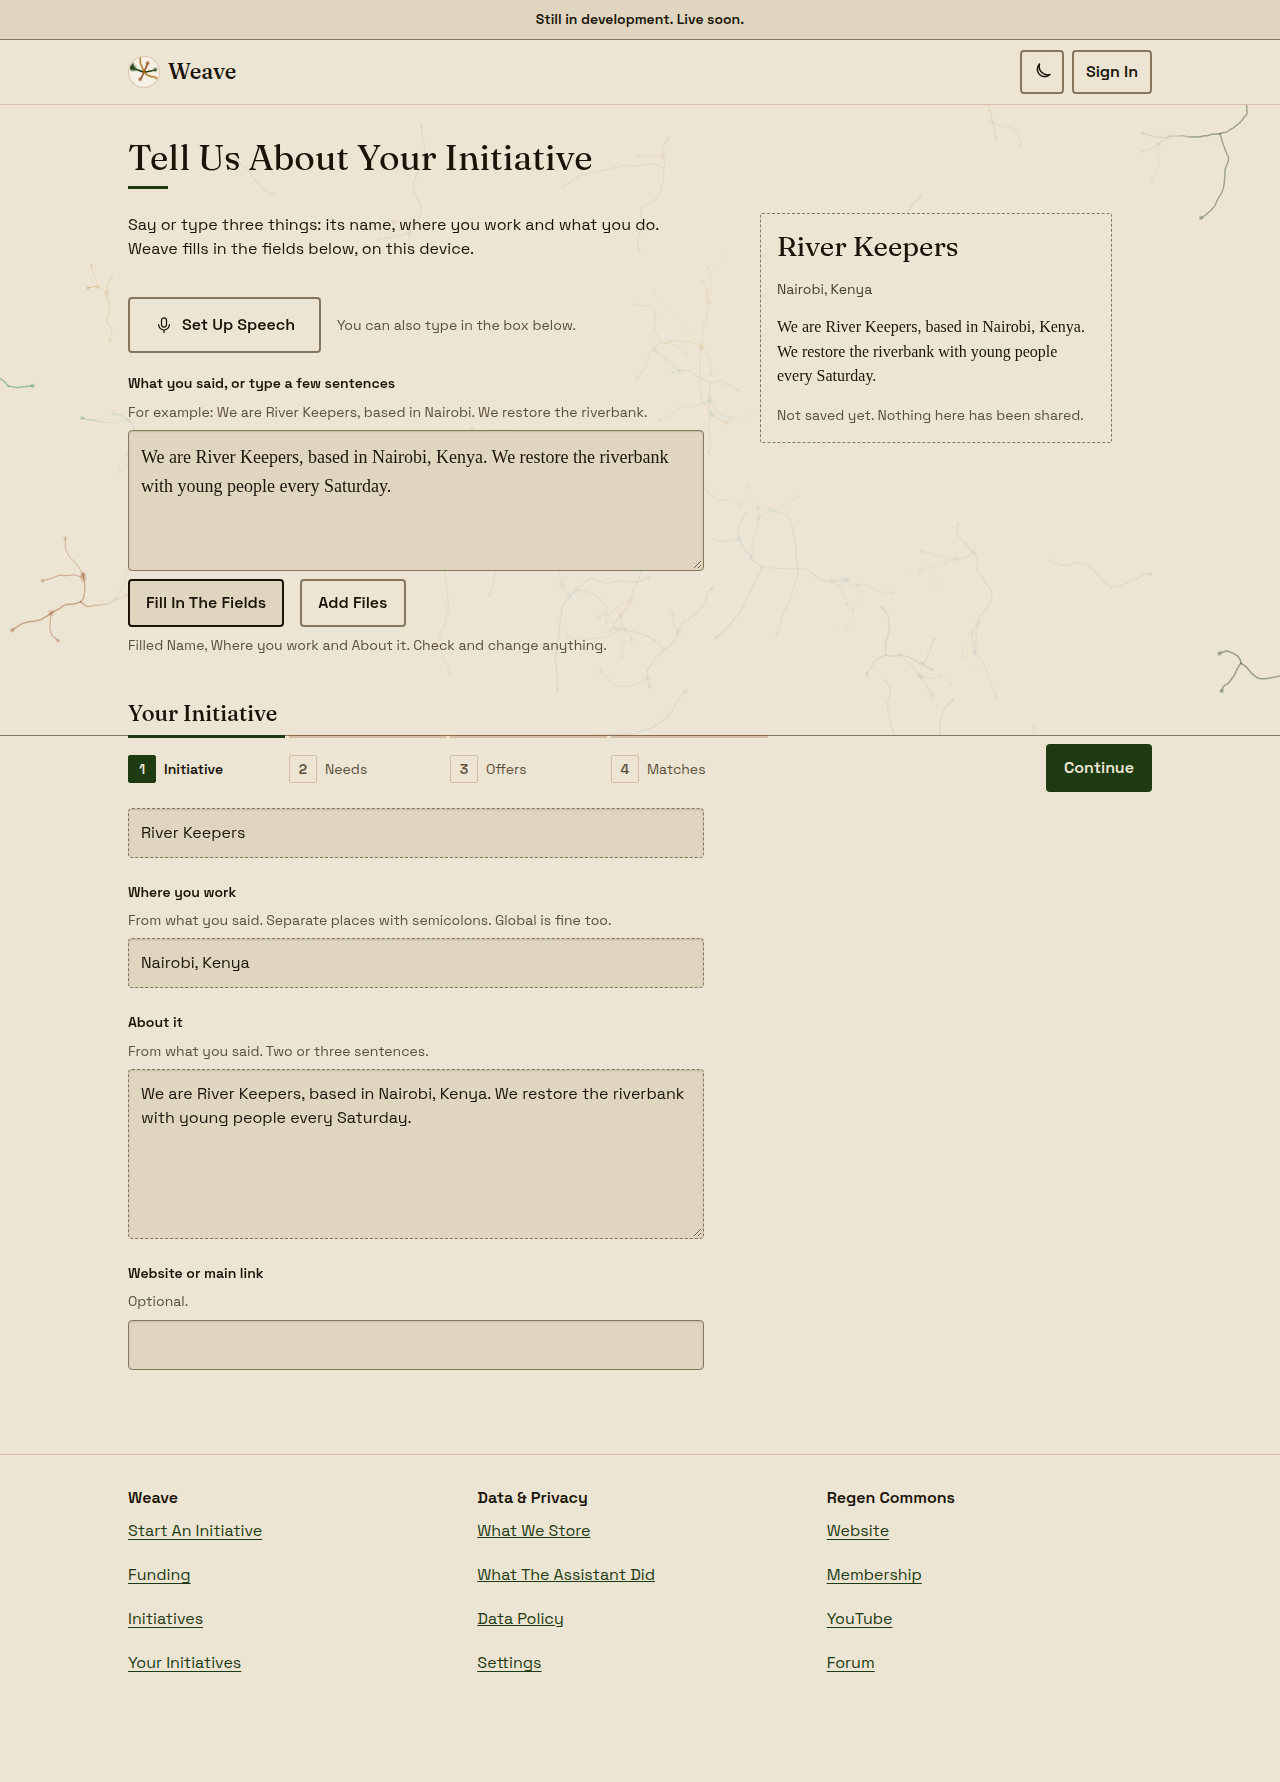 Still in development. Live soon.
Weave
Sign In
Tell Us About Your Initiative
Say or type three things: its name, where you work and what you do.
Weave fills in the fields below, on this device.
Set Up Speech
You can also type in the box below.
What you said, or type a few sentences
For example: We are River Keepers, based in Nairobi. We restore the riverbank.
We are River Keepers, based in Nairobi, Kenya. We restore the riverbank
with young people every Saturday.
Fill In The Fields
Add Files
Filled Name, Where you work and About it. Check and change anything.
River Keepers
Nairobi, Kenya
We are River Keepers, based in Nairobi, Kenya.
We restore the riverbank with young people
every Saturday.
Not saved yet. Nothing here has been shared.
Your Initiative
1 Initiative
2 Needs
3 Offers
4 Matches
Continue
River Keepers
Where you work
From what you said. Separate places with semicolons. Global is fine too.
Nairobi, Kenya
About it
From what you said. Two or three sentences.
We are River Keepers, based in Nairobi, Kenya. We restore the riverbank
with young people every Saturday.
Website or main link
Optional.
Weave
Start An Initiative
Funding
Initiatives
Your Initiatives
Data & Privacy
What We Store
What The Assistant Did
Data Policy
Settings
Regen Commons
Website
Membership
YouTube
Forum